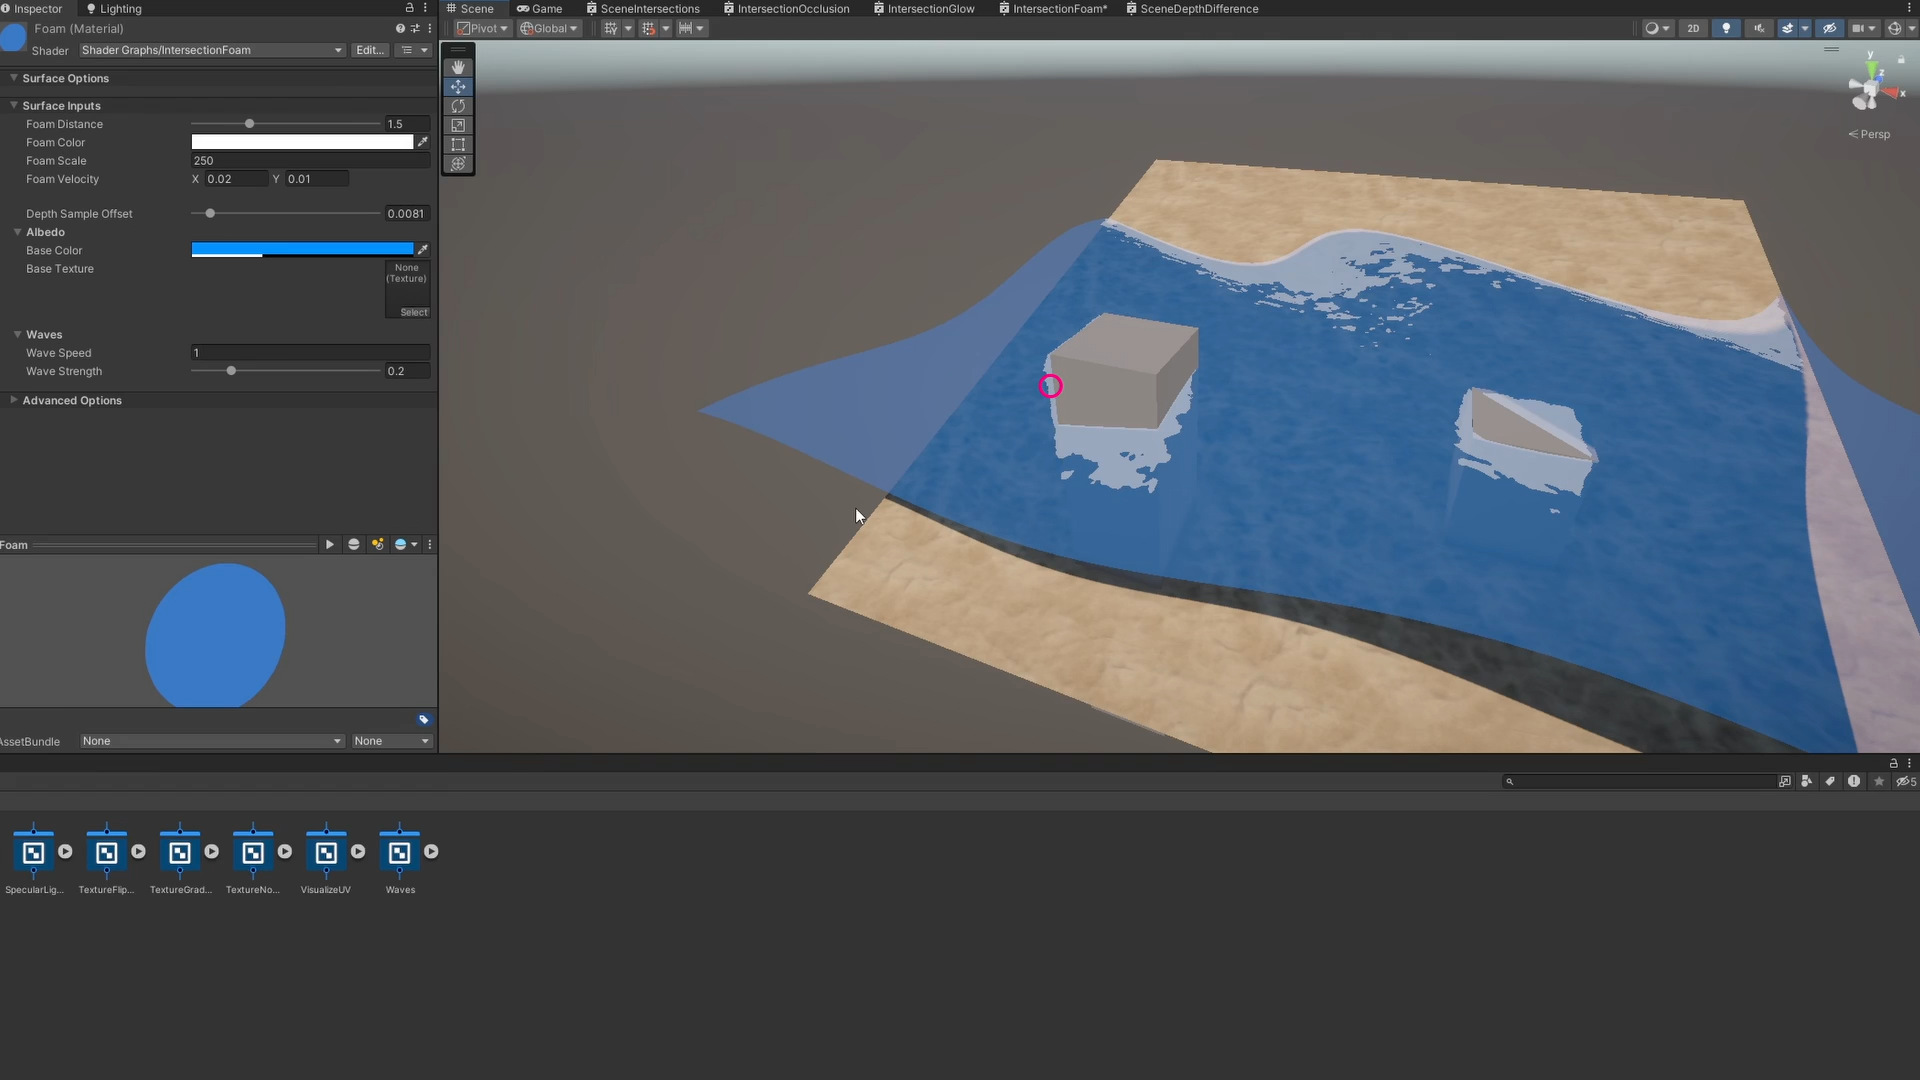 Inspector Lighting
Scene Game SceneIntersections IntersectionOcclusion IntersectionGlow IntersectionFoam* SceneDepthDifference
Foam (Material)
Pivot Global 2D
Shader Shader Graphs/IntersectionFoam Edit...
Surface Options
Surface Inputs
Foam Distance 1.5
Foam Color
Foam Scale 250
Foam Velocity X 0.02 Y 0.01
Depth Sample Offset 0.0081
Albedo
Base Color
Base Texture None
(Texture)
Select
Waves
Wave Speed 1
Wave Strength 0.2
Advanced Options
y
z
x
Persp
Foam
AssetBundle None None
5
SpecularLig... TextureFlip... TextureGrad... TextureNo... VisualizeUV Waves